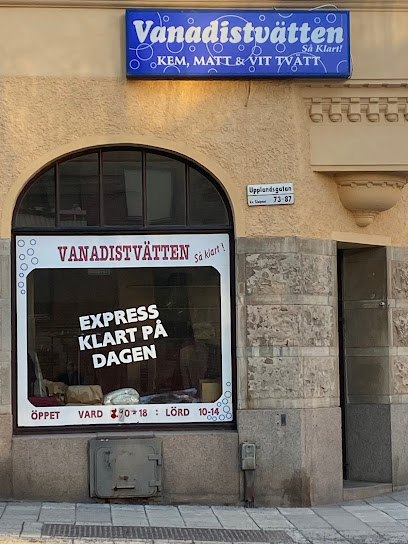 Vanadistvätten
Så Klart!
KEM, MATT & VIT TVÄTT
Upplandsgatan
73-87
VANADISTVÄTTEN Så klart!
EXPRESS
KLART PÅ
DAGEN
ÖPPET VARD 0-18 : LÖRD 10-14